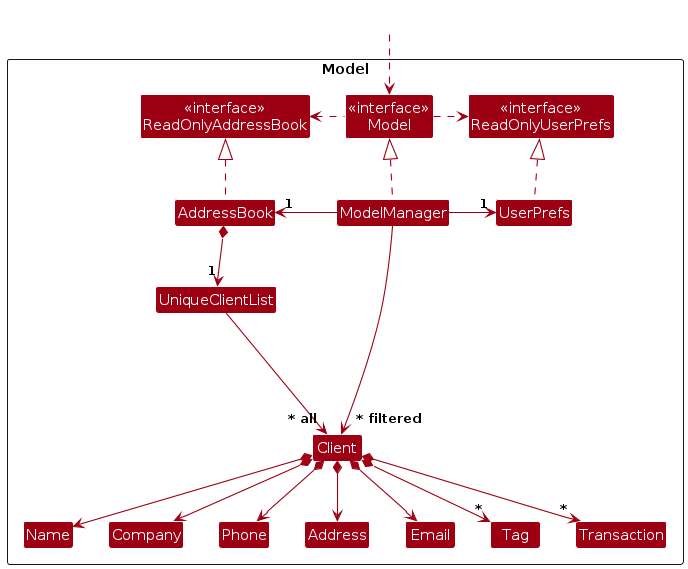 Model
«interface»
ReadOnlyAddressBook
«interface»
Model
«interface»
ReadOnlyUserPrefs
AddressBook
1
ModelManager
1
UserPrefs
1
UniqueClientList
* all
* filtered
Client
*
*
Name
Company
Phone
Address
Email
Tag
Transaction